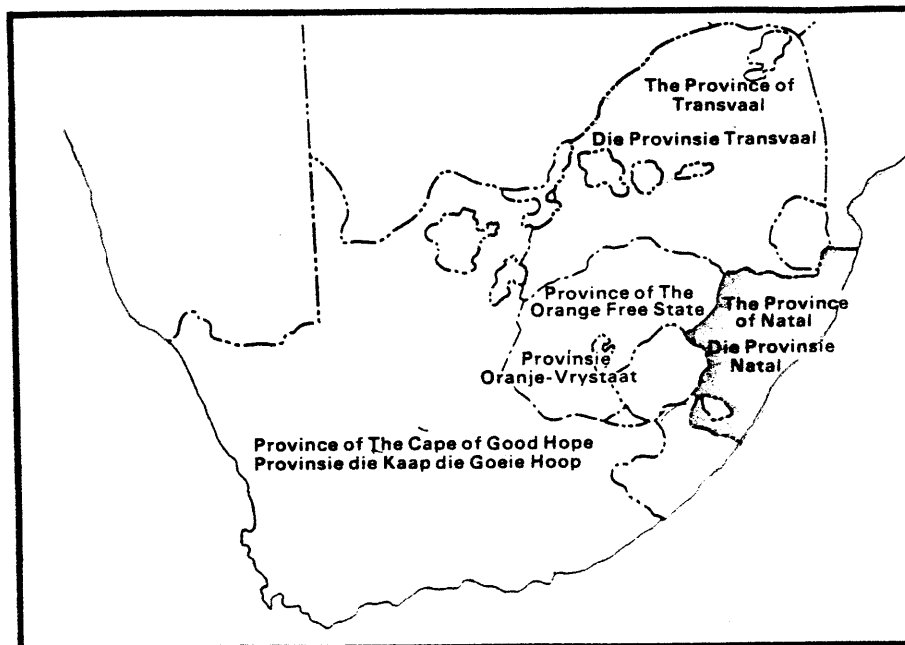 The Province of
Transvaal
Die Provinsie Transvaal
Province of The
Orange Free State
Provinsie
Oranje-Vrystaat
The Province
of Natal
Die Provinsie
Natal
Province of The Cape of Good Hope
Provinsie die Kaap die Goeie Hoop